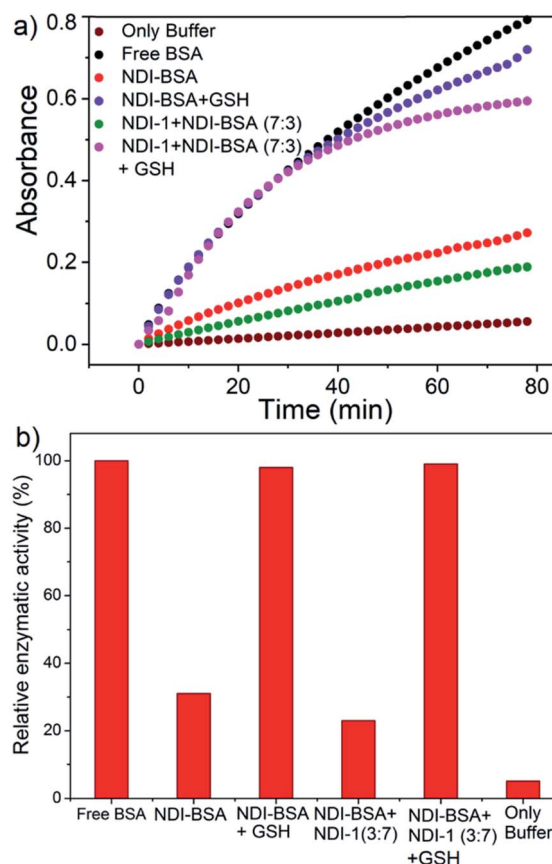 a)
0.8
0.6
0.4
0.2
0.0
Absorbance
Only Buffer
Free BSA
NDI-BSA
NDI-BSA+GSH
NDI-1+NDI-BSA (7:3)
NDI-1+NDI-BSA (7:3)
+ GSH
0 20 40 60 80
Time (min)
b)
100
80
60
40
20
0
Relative enzymatic activity (%)
Free BSA
NDI-BSA
NDI-BSA
+ GSH
NDI-BSA+
NDI-1(3:7)
NDI-BSA+
NDI-1 (3:7)
+GSH
Only
Buffer